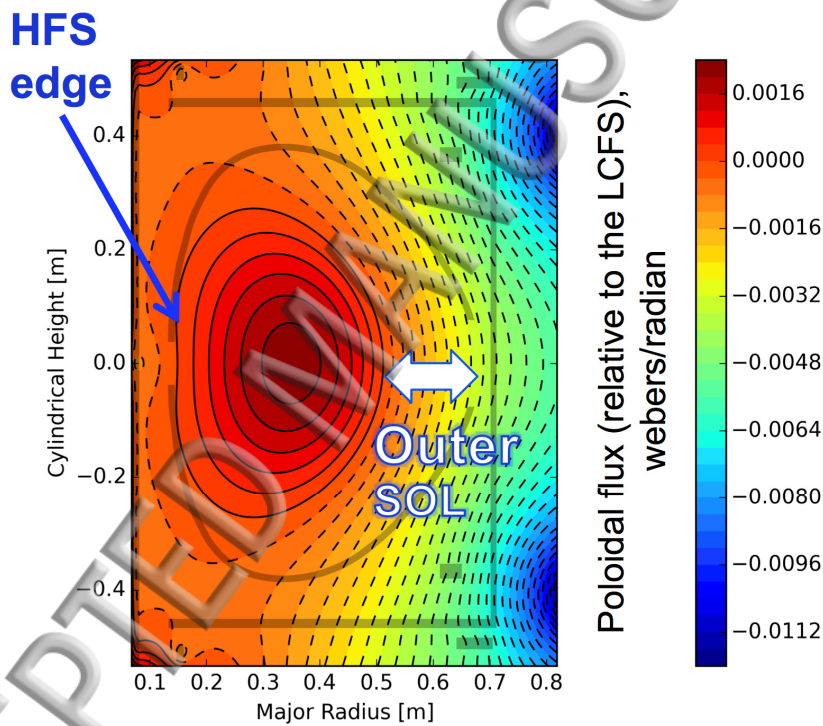 HFS
edge
0.4
0.2
0.0
−0.2
−0.4
Cylindrical Height [m]
0.1 0.2 0.3 0.4 0.5 0.6 0.7 0.8
Major Radius [m]
Outer
SOL
0.0016
0.0000
−0.0016
−0.0032
−0.0048
−0.0064
−0.0080
−0.0096
−0.0112
Poloidal flux (relative to the LCFS),
webers/radian
PTED MANUSC